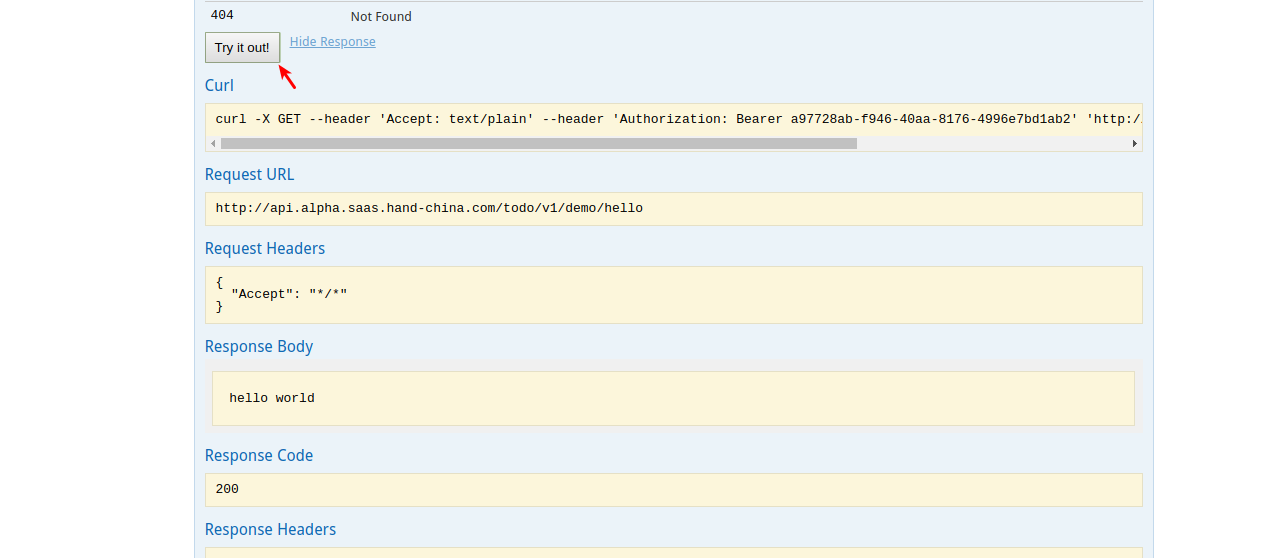 404 Not Found
Try it out! Hide Response
Curl
curl -X GET --header 'Accept: text/plain' --header 'Authorization: Bearer a97728ab-f946-40aa-8176-4996e7bd1ab2' 'http:/
Request URL
http://api.alpha.saas.hand-china.com/todo/v1/demo/hello
Request Headers
{
"Accept": "*/*"
}
Response Body
hello world
Response Code
200
Response Headers